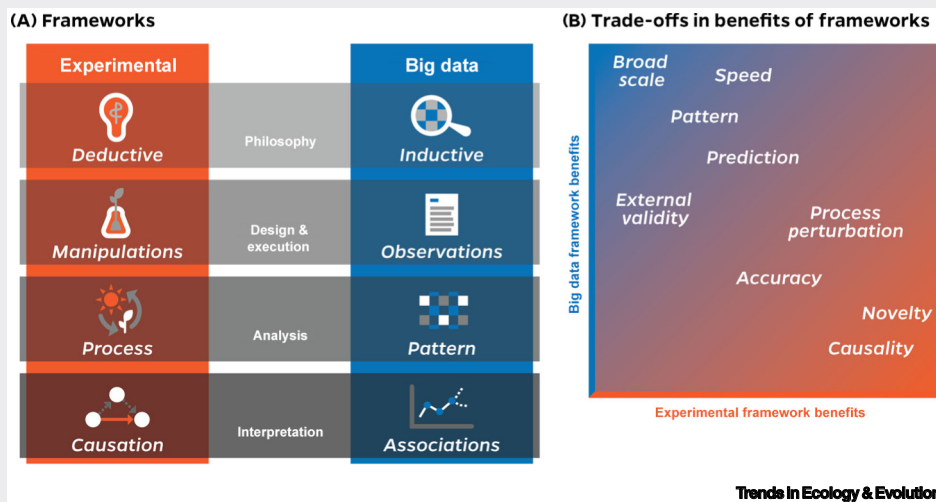 (A) Frameworks
Experimental
Big data
Deductive
Philosophy
Inductive
Manipulations
Design &
execution
Observations
Process
Analysis
Pattern
Causation
Interpretation
Associations
(B) Trade-offs in benefits of frameworks
Big data framework benefits
Broad
scale
Speed
Pattern
Prediction
External
validity
Process
perturbation
Accuracy
Novelty
Causality
Experimental framework benefits
Trends in Ecology & Evolution